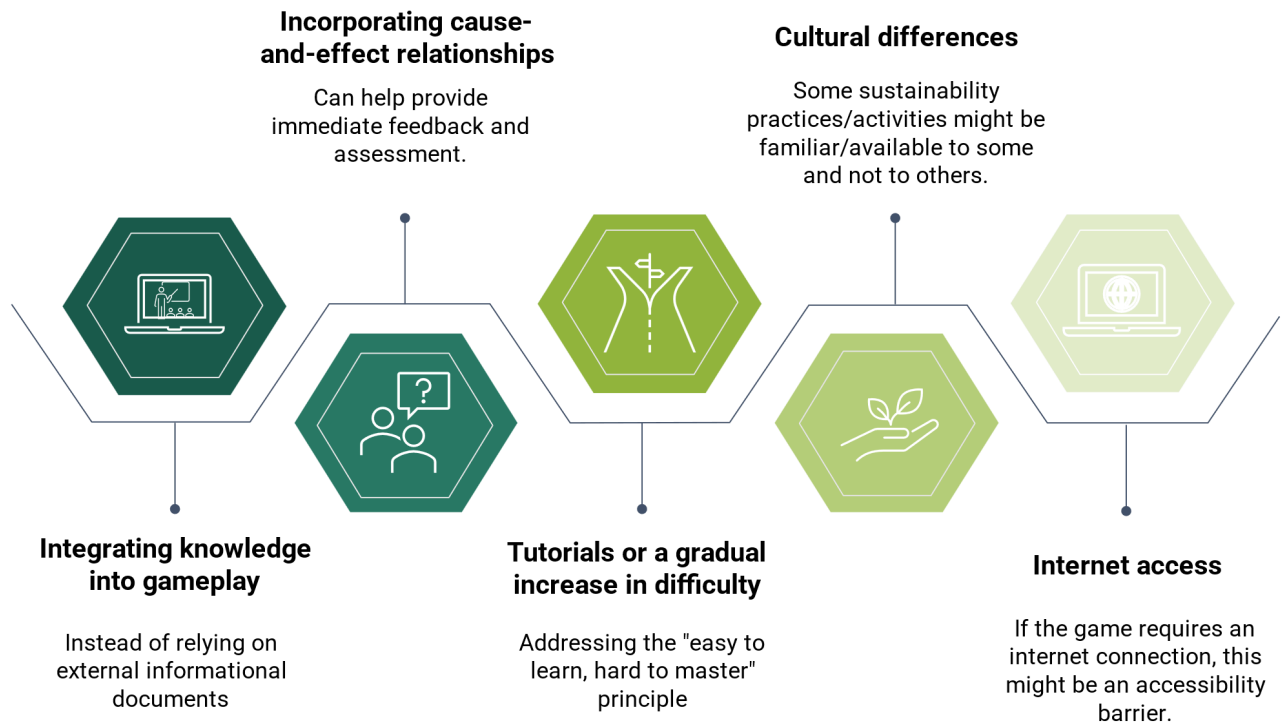 Integrating knowledge
into gameplay
Instead of relying on
external informational
documents
Incorporating cause-
and-effect relationships
Can help provide
immediate feedback and
assessment.
?
Tutorials or a gradual
increase in difficulty
Addressing the "easy to
learn, hard to master"
principle
Cultural differences
Some sustainability
practices/activities might be
familiar/available to some
and not to others.
Internet access
If the game requires an
internet connection, this
might be an accessibility
barrier.